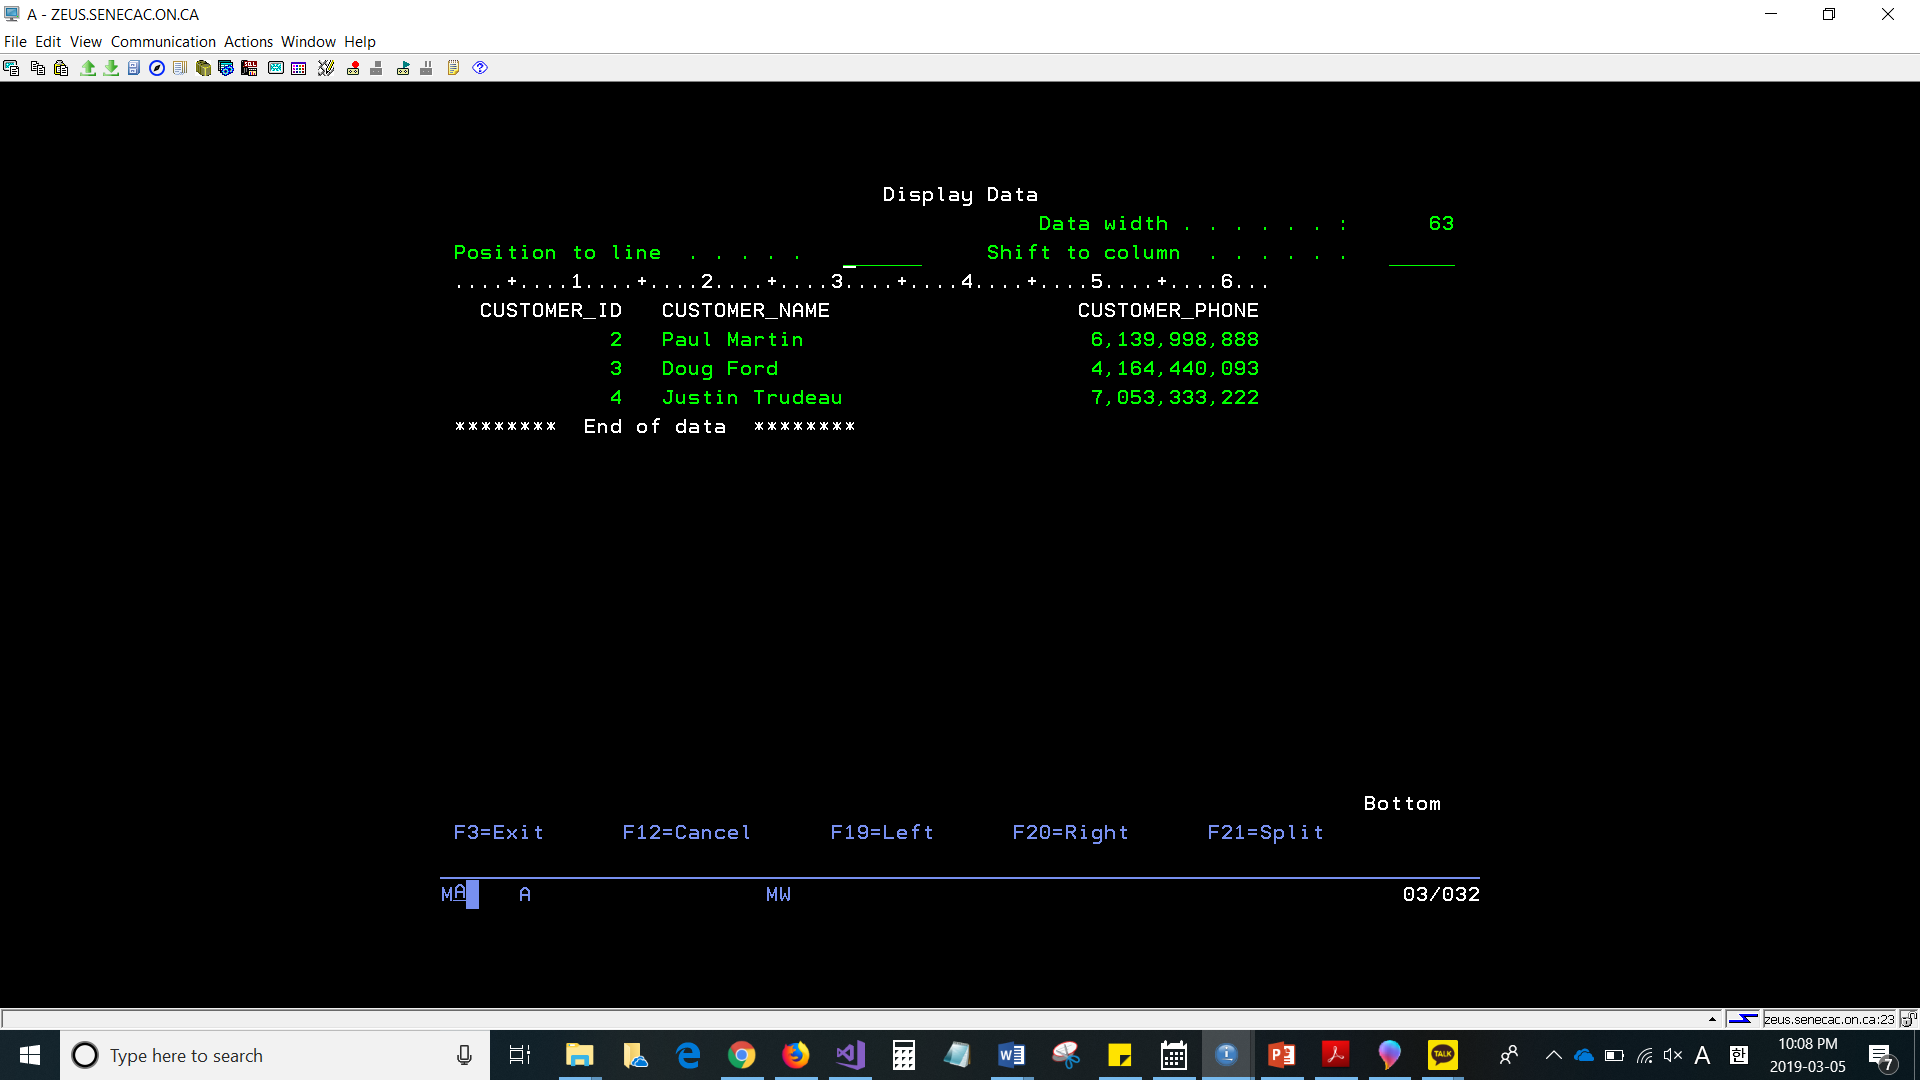 A - ZEUS.SENECAC.ON.CA
File Edit View Communication Actions Window Help
Display Data
Data width . . . . . . : 63
Position to line . . . . . Shift to column . . . . . .
....+....1....+....2....+....3....+....4....+....5....+....6...
CUSTOMER_ID CUSTOMER_NAME CUSTOMER_PHONE
2 Paul Martin 6,139,998,888
3 Doug Ford 4,164,440,093
4 Justin Trudeau 7,053,333,222
******** End of data ********
Bottom
F3=Exit F12=Cancel F19=Left F20=Right F21=Split
MA A MW 03/032
zeus.senecac.on.ca:23
Type here to search
TALK
A 한
10:08 PM
2019-03-05
7